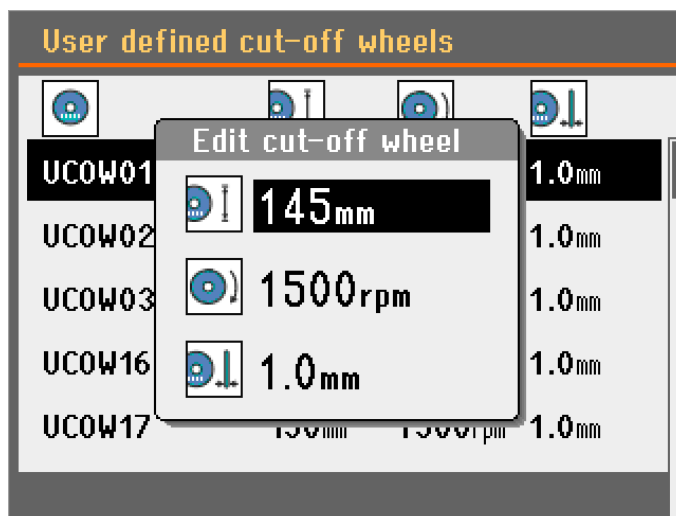 User defined cut-off wheels
Edit cut-off wheel
UCOW01 1.0mm
145mm
UCOW02 1.0mm
1500rpm
UCOW03 1.0mm
UCOW16 1.0mm
1.0mm
UCOW17 1.0mm